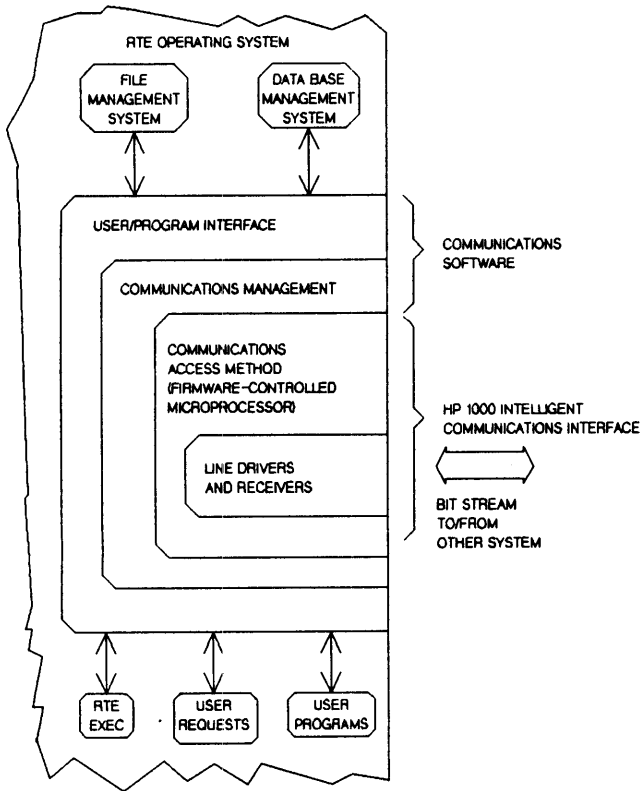 RTE OPERATING SYSTEM
FILE
MANAGEMENT
SYSTEM
DATA BASE
MANAGEMENT
SYSTEM
USER/PROGRAM INTERFACE
COMMUNICATIONS
SOFTWARE
COMMUNICATIONS MANAGEMENT
COMMUNICATIONS
ACCESS METHOD
(FIRMWARE-CONTROLLED
MICROPROCESSOR)
HP 1000 INTELLIGENT
COMMUNICATIONS INTERFACE
LINE DRIVERS
AND RECEIVERS
BIT STREAM
TO/FROM
OTHER SYSTEM
RTE
EXEC
USER
REQUESTS
USER
PROGRAMS